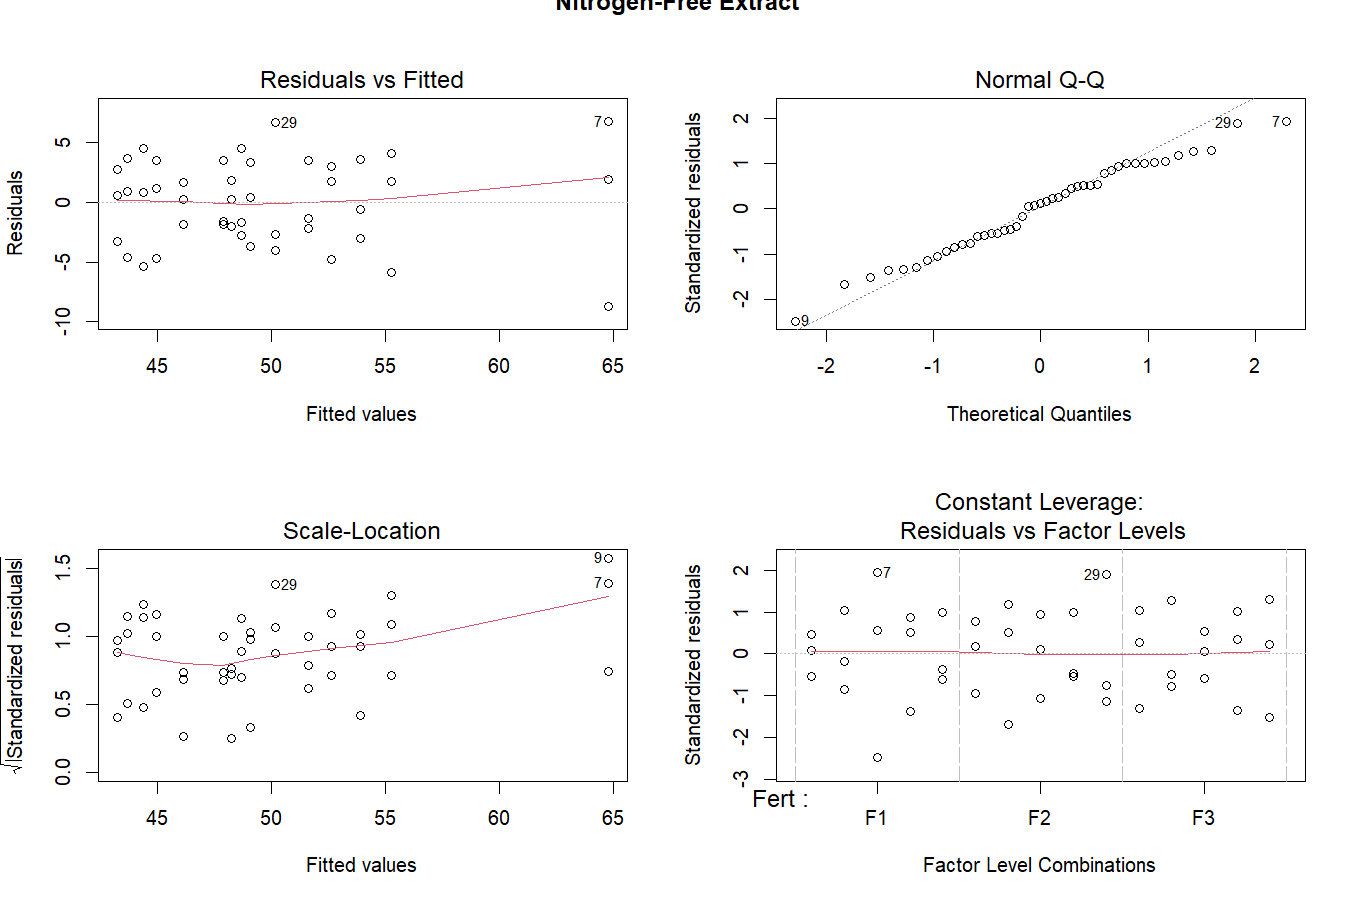 Nitrogen-Free Extract
Residuals vs Fitted
Residuals
5
0
-5
-10
29
7
45
50
55
60
65
Fitted values
Normal Q-Q
Standardized residuals
2
1
0
-1
-2
29
7
9
-2
-1
0
1
2
Theoretical Quantiles
Scale-Location
√|Standardized residuals|
1.5
1.0
0.5
0.0
29
9
7
45
50
55
60
65
Fitted values
Constant Leverage:
Residuals vs Factor Levels
Standardized residuals
2
1
0
-1
-2
-3
7
29
Fert :
F1
F2
F3
Factor Level Combinations